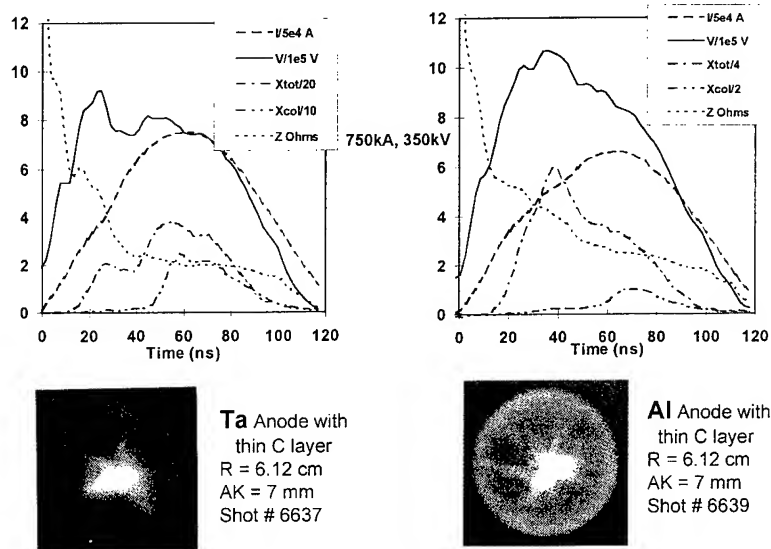 12
10
8
6
4
2
0
0 20 40 60 80 100 120
Time (ns)
I/5e4 A
V/1e5 V
Xtot/20
Xcol/10
Z Ohms
750kA, 350kV
12
10
8
6
4
2
0
0 20 40 60 80 100 120
Time (ns)
I/5e4 A
V/1e5 V
Xtot/4
Xcol/2
Z Ohms
Ta Anode with
thin C layer
R = 6.12 cm
AK = 7 mm
Shot # 6637
Al Anode with
thin C layer
R = 6.12 cm
AK = 7 mm
Shot # 6639